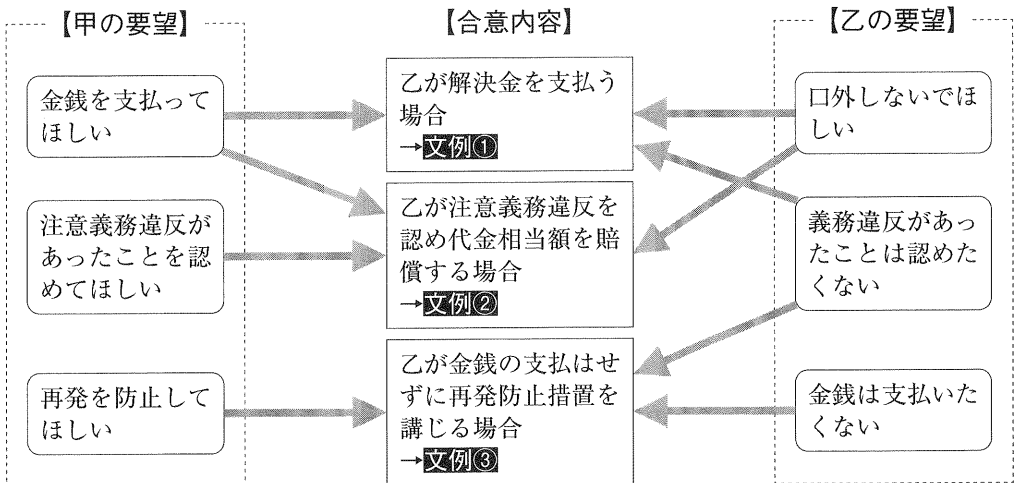 【甲の要望】
金銭を支払って
ほしい
注意義務違反が
あったことを認
めてほしい
再発を防止して
ほしい
【合意内容】
乙が解決金を支払う
場合
→文例①
乙が注意義務違反を
認め代金相当額を賠
償する場合
→文例②
乙が金銭の支払はせ
ずに再発防止措置を
講じる場合
→文例③
【乙の要望】
口外しないでほ
しい
義務違反があっ
たことは認めた
くない
金銭は支払いた
くない